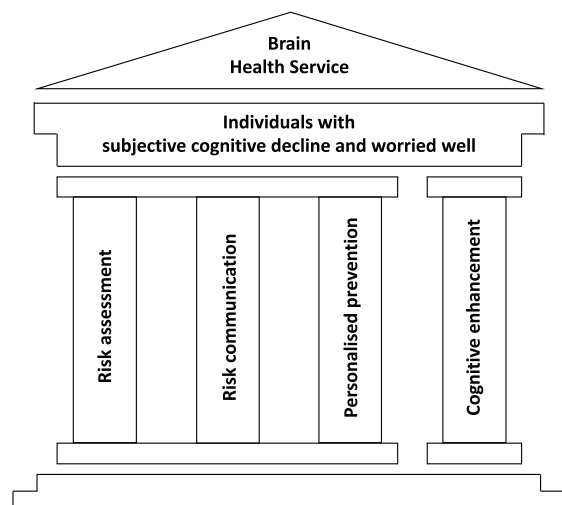 Brain
Health Service
Individuals with
subjective cognitive decline and worried well
Risk assessment
Risk communication
Personalised prevention
Cognitive enhancement